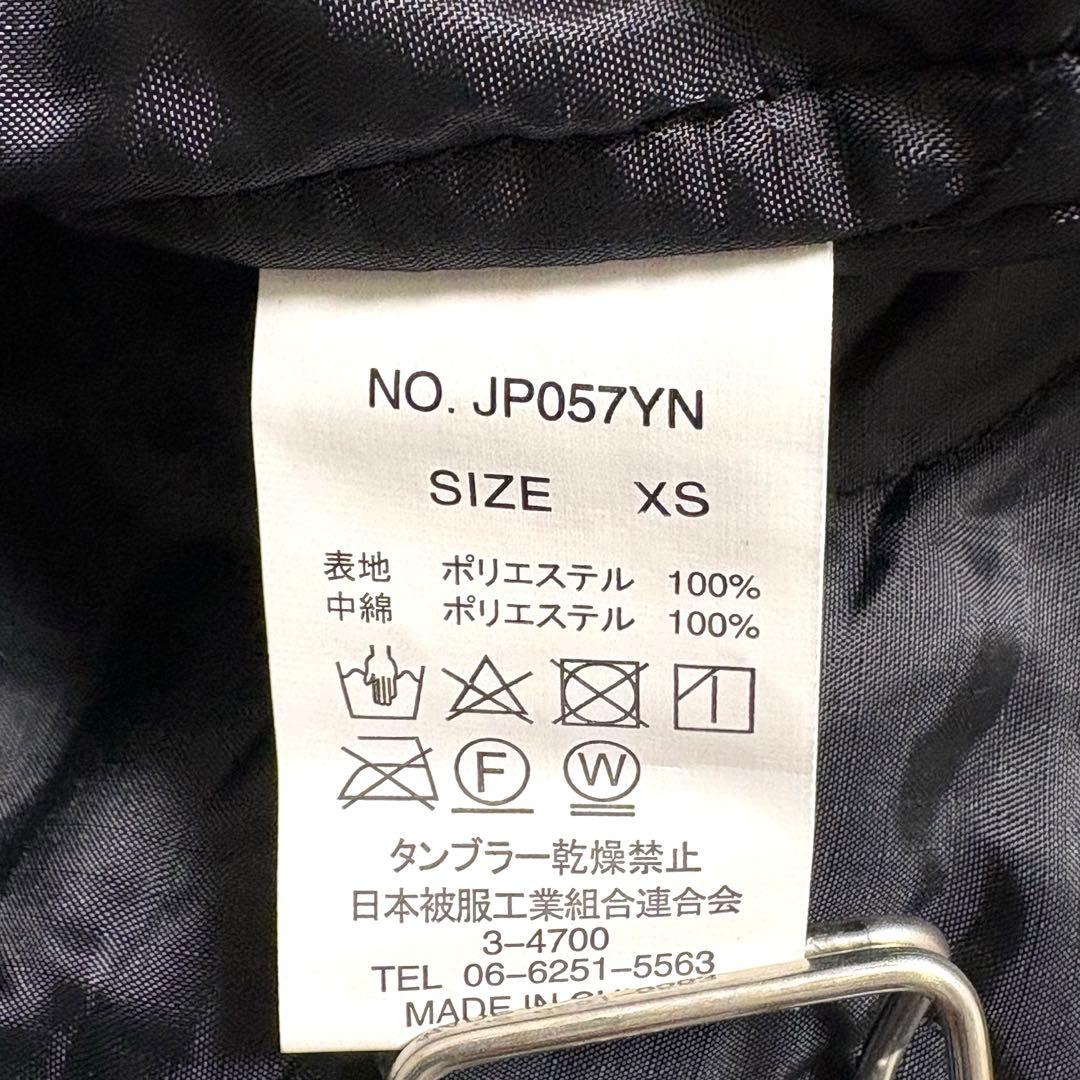 NO. JP057YN
SIZE XS
表地 ポリエステル 100%
中綿 ポリエステル 100%
F W
タンブラー乾燥禁止
日本被服工業組合連合会
3-4700
TEL 06-6251-5563
MADE IN